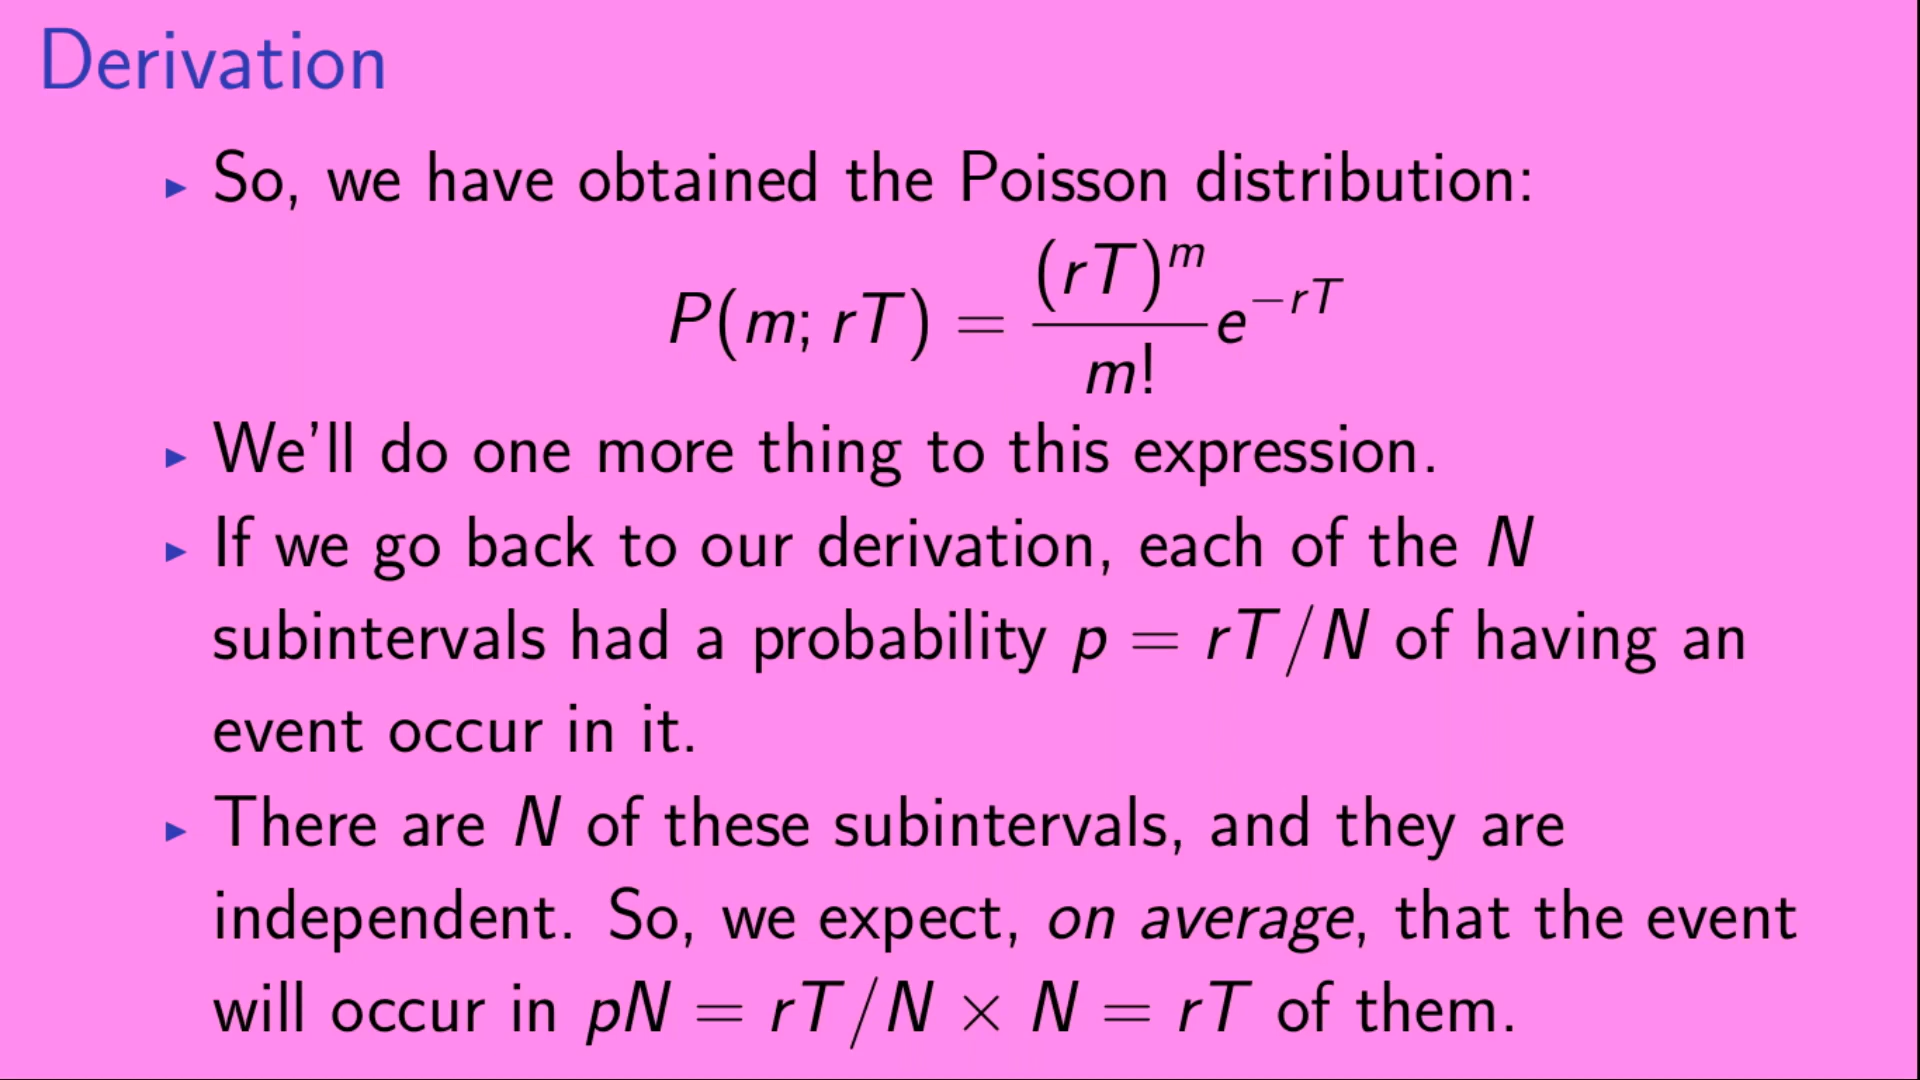 Derivation
▸ So, we have obtained the Poisson distribution:
P(m; rT) = \frac{(rT)^m}{m!} e^{-rT}
▸ We'll do one more thing to this expression.
▸ If we go back to our derivation, each of the N
subintervals had a probability p = rT/N of having an
event occur in it.
▸ There are N of these subintervals, and they are
independent. So, we expect, on average, that the event
will occur in pN = rT/N × N = rT of them.